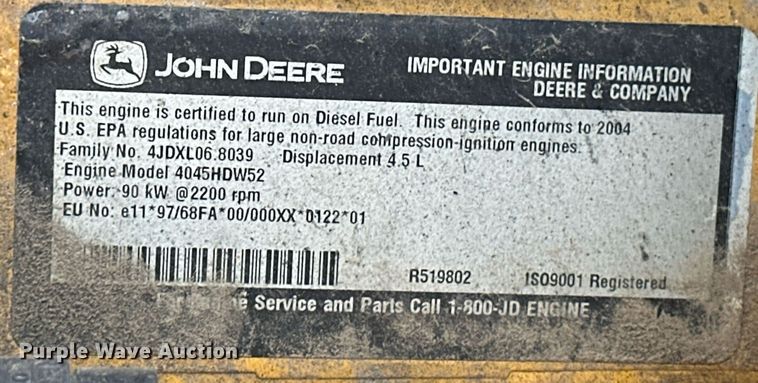 JOHN DEERE
IMPORTANT ENGINE INFORMATION
DEERE & COMPANY
This engine is certified to run on Diesel Fuel. This engine conforms to 2004
U.S. EPA regulations for large non-road compression-ignition engines.
Family No. 4JDXL06.8039 Displacement 4.5 L
Engine Model 4045HDW52
Power: 90 kW @2200 rpm
EU No: e11*97/68FA*00/000XX*0122*01
R519802 ISO9001 Registered
Service and Parts Call 1-800-JD ENGINE
Purple Wave Auction